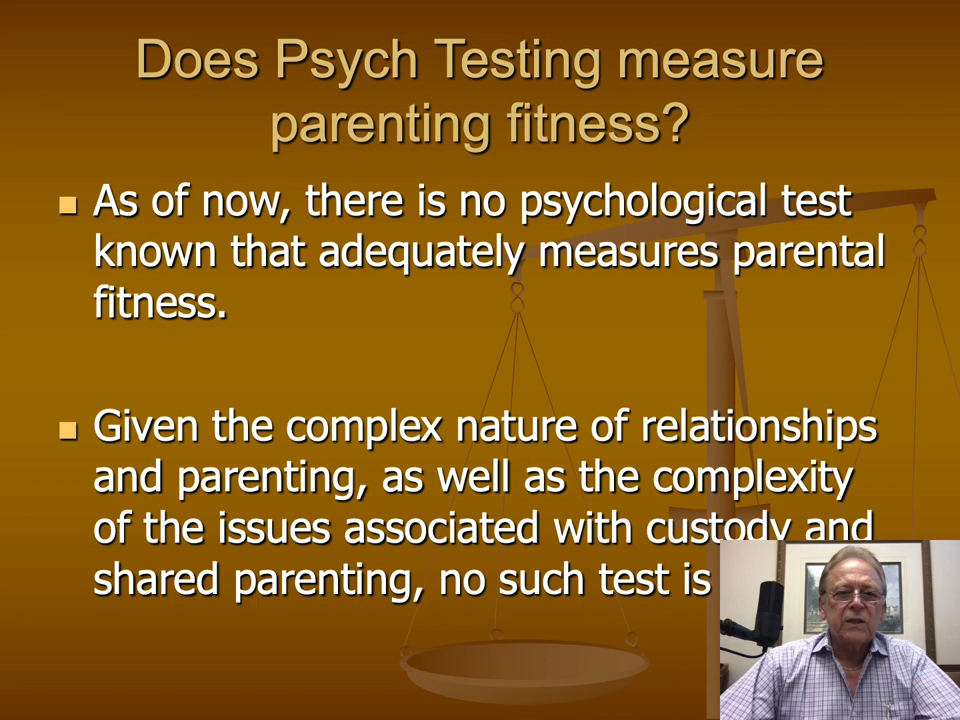 Does Psych Testing measure
parenting fitness?
As of now, there is no psychological test
known that adequately measures parental
fitness.
Given the complex nature of relationships
and parenting, as well as the complexity
of the issues associated with custody and
shared parenting, no such test is